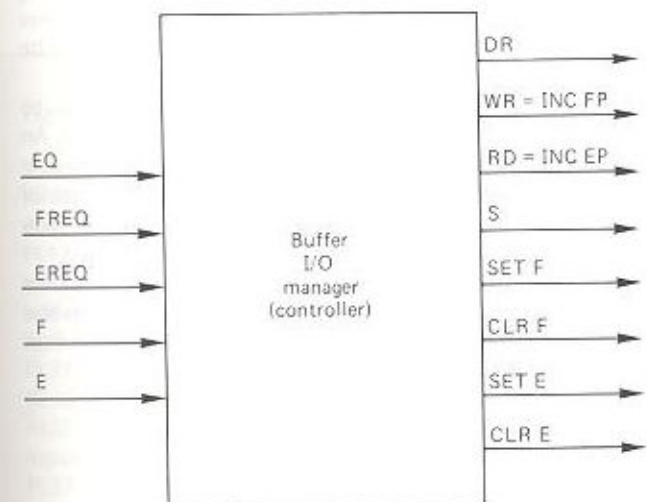 DR
WR = INC FP
RD = INC EP
EQ
S
FREQ
Buffer
I/O
manager
(controller)
SET F
EREQ
CLR F
F
SET E
E
CLR E